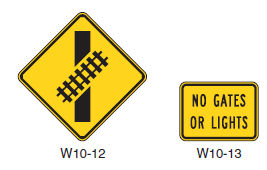 NO GATES
OR LIGHTS
W10-12
W10-13